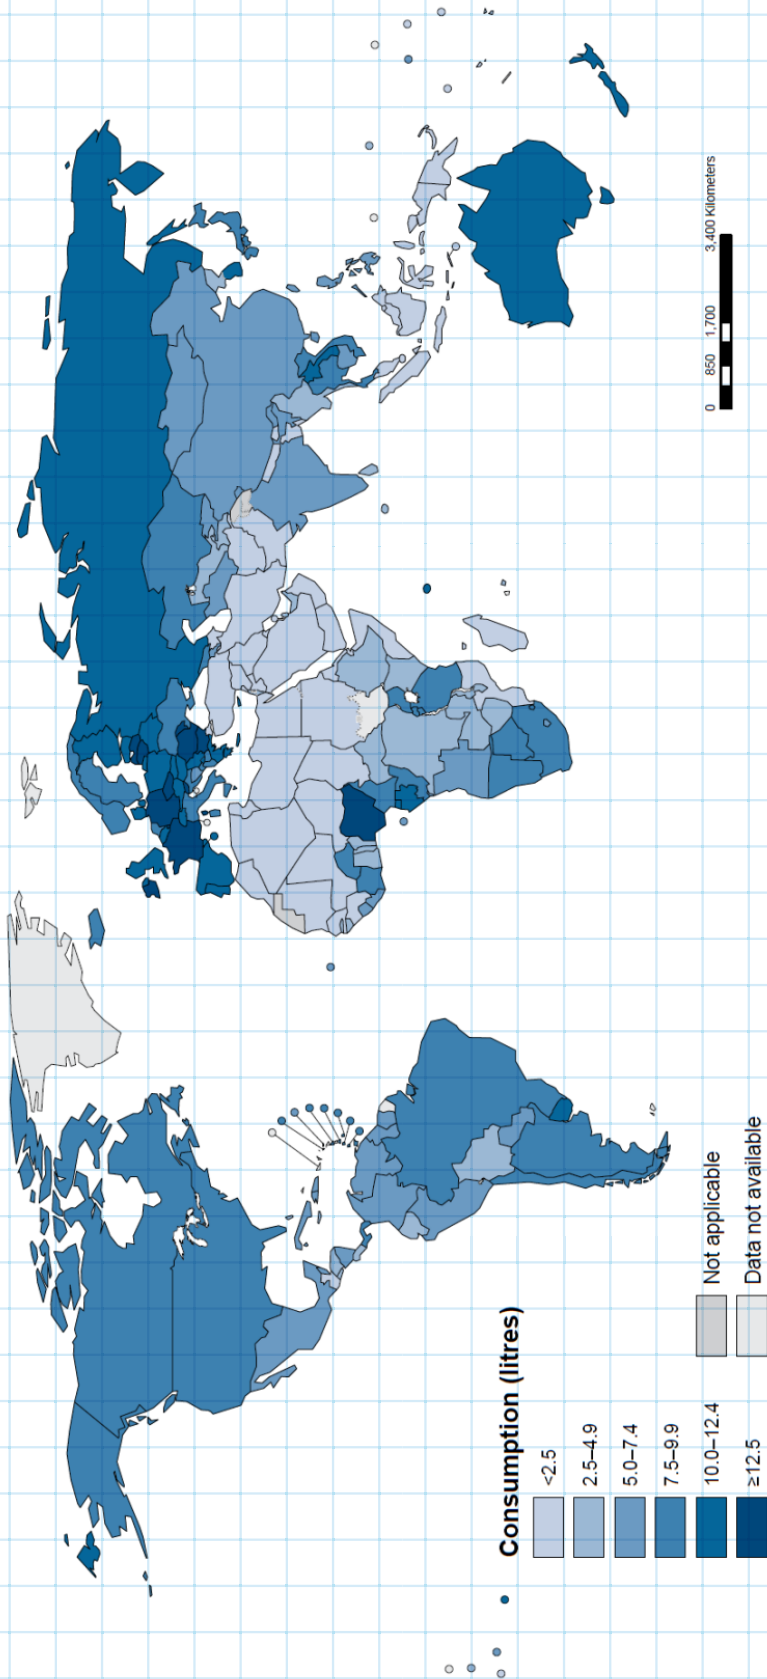 Consumption (litres)
<2.5
2.5–4.9
5.0–7.4
7.5–9.9
10.0–12.4
≥12.5
Not applicable
Data not available
0 850 1,700 3,400 Kilometers